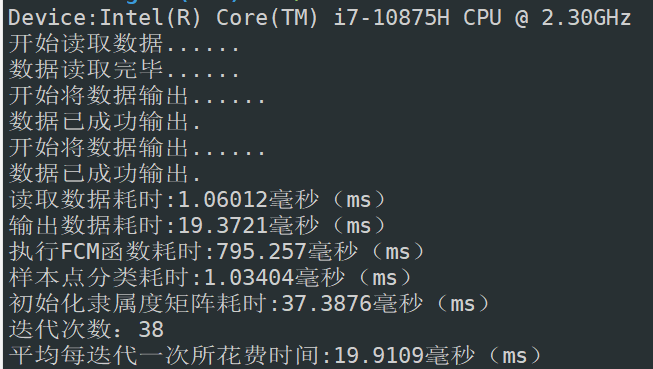 Device:Intel(R) Core(TM) i7-10875H CPU @ 2.30GHz
开始读取数据......
数据读取完毕......
开始将数据输出......
数据已成功输出.
开始将数据输出......
数据已成功输出.
读取数据耗时:1.06012毫秒（ms）
输出数据耗时:19.3721毫秒（ms）
执行FCM函数耗时:795.257毫秒（ms）
样本点分类耗时:1.03404毫秒（ms）
初始化隶属度矩阵耗时:37.3876毫秒（ms）
迭代次数：38
平均每迭代一次所花费时间:19.9109毫秒（ms）